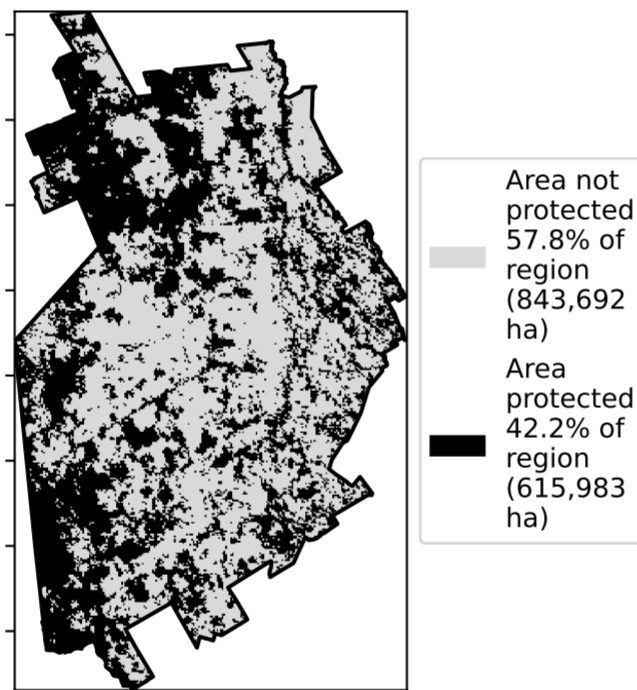 Area not
protected
57.8% of
region
(843,692
ha)
Area
protected
42.2% of
region
(615,983
ha)